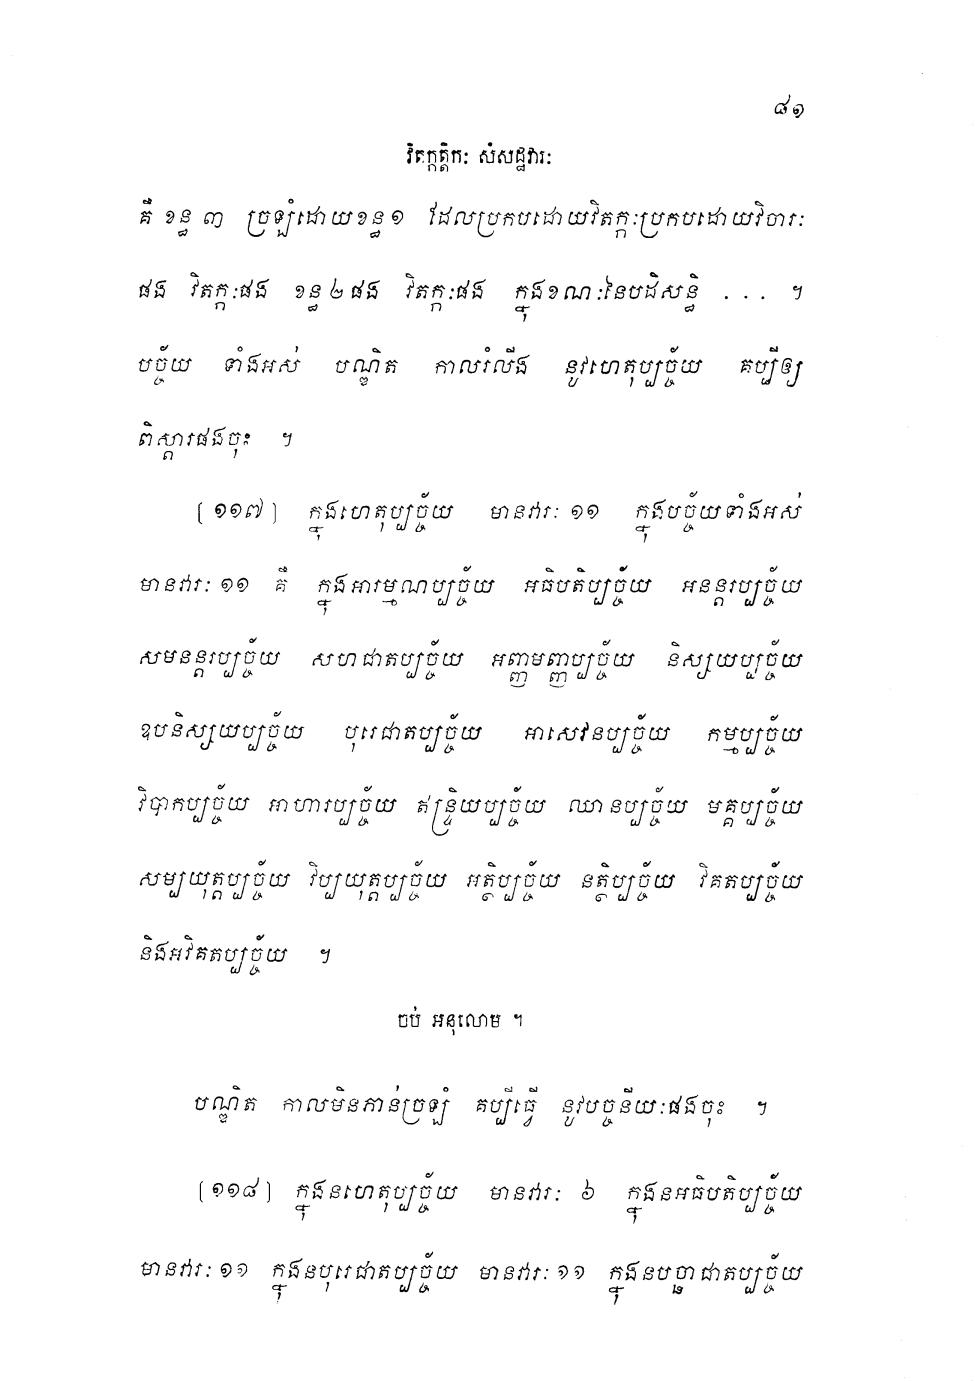 ៨១
វិតក្កត្តិកៈ សំសដ្ឋវារៈ
គឺ ខន្ធ ៣ ច្រឡំដោយខន្ធ ១ ដែលប្រកបដោយវិតក្កៈប្រកបដោយវិចារៈ
ផង វិតក្កៈផង ខន្ធ ២ ផង វិតក្កៈផង ក្នុងខណៈនៃបដិសន្ធិ . . . ។
បច្ច័យ ទាំងអស់ បណ្ឌិត កាលរំលឹង នូវហេតុប្បច្ច័យ គប្បីឲ្យ
ពិស្តារផងចុះ ។
[១១៧] ក្នុងហេតុប្បច្ច័យ មានវារៈ ១១ ក្នុងបច្ច័យទាំងអស់
មានវារៈ ១១ គឺ ក្នុងអារម្មណប្បច្ច័យ អធិបតិប្បច្ច័យ អនន្តរប្បច្ច័យ
សមនន្តរប្បច្ច័យ សហជាតប្បច្ច័យ អញ្ញមញ្ញប្បច្ច័យ និស្សយប្បច្ច័យ
ឧបនិស្សយប្បច្ច័យ បុរេជាតប្បច្ច័យ អាសេវនប្បច្ច័យ កម្មប្បច្ច័យ
វិបាកប្បច្ច័យ អាហារប្បច្ច័យ ឥន្ទ្រិយប្បច្ច័យ ឈានប្បច្ច័យ មគ្គប្បច្ច័យ
សម្បយុត្តប្បច្ច័យ វិប្បយុត្តប្បច្ច័យ អត្ថិប្បច្ច័យ នត្ថិប្បច្ច័យ វិគតប្បច្ច័យ
និងអវិគតប្បច្ច័យ ។
ចប់ អនុលោម ។
បណ្ឌិត កាលមិនភាន់ច្រឡំ គប្បីធ្វើ នូវបច្ចនីយៈផងចុះ ។
[១១៨] ក្នុងនហេតុប្បច្ច័យ មានវារៈ ៦ ក្នុងនអធិបតិប្បច្ច័យ
មានវារៈ ១១ ក្នុងនបុរេជាតប្បច្ច័យ មានវារៈ ១១ ក្នុងនបច្ឆាជាតប្បច្ច័យ